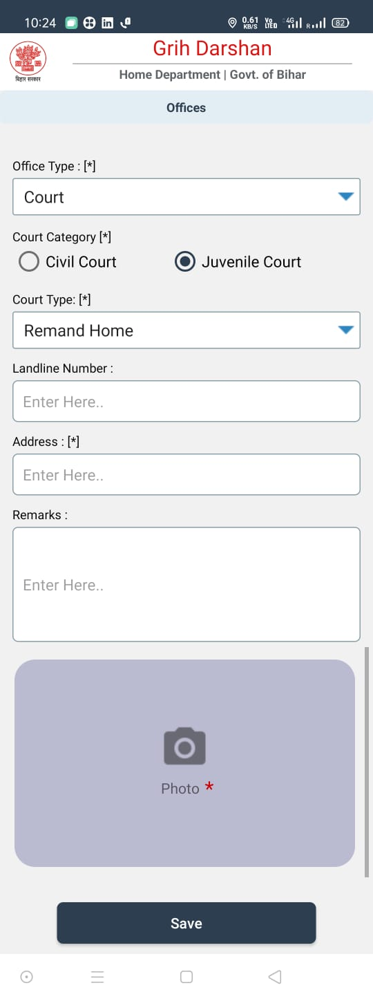 10:24 0.61 KB/S Vo LTED 4G R 82
Grih Darshan
बिहार सरकार
Home Department | Govt. of Bihar
Offices
Office Type : [*]
Court
Court Category [*]
Civil Court Juvenile Court
Court Type: [*]
Remand Home
Landline Number :
Enter Here..
Address : [*]
Enter Here..
Remarks :
Enter Here..
Photo *
Save